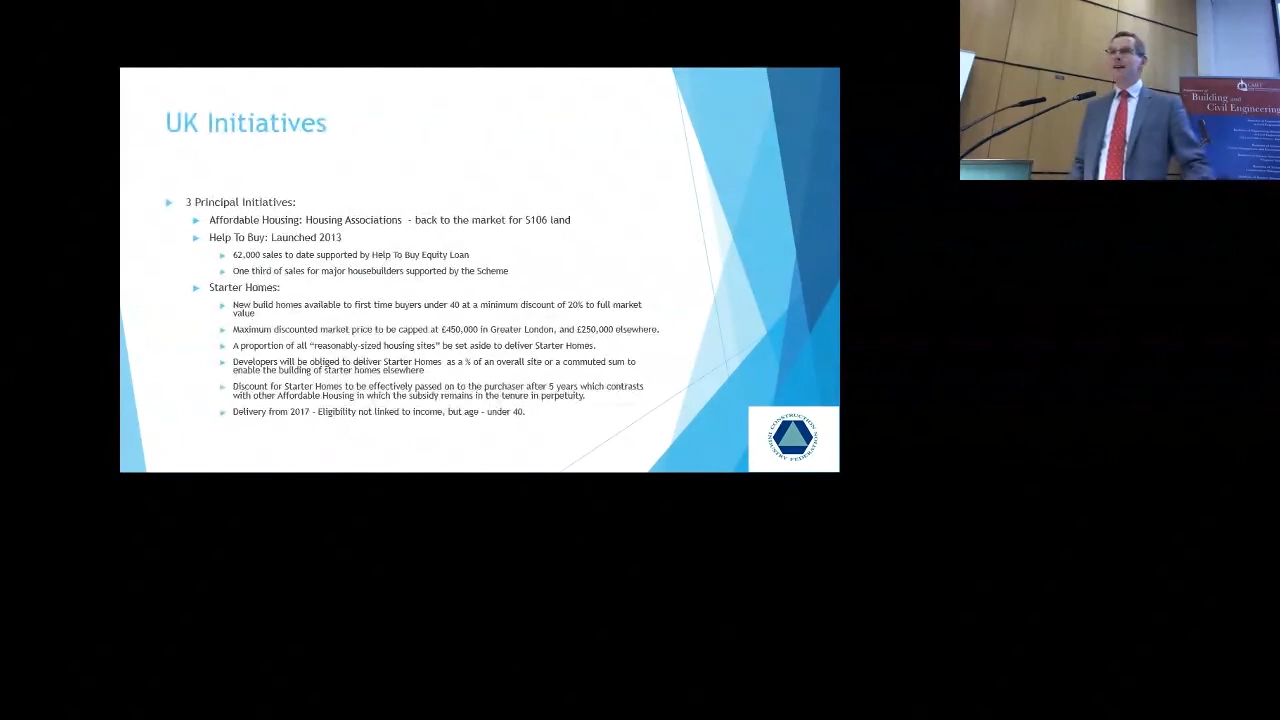 UK Initiatives
3 Principal Initiatives:
Affordable Housing: Housing Associations - back to the market for S106 land
Help To Buy: Launched 2013
62,000 sales to date supported by Help To Buy Equity Loan
One third of sales for major housebuilders supported by the Scheme
Starter Homes:
New build homes available to first time buyers under 40 at a minimum discount of 20% to full market
value
Maximum discounted market price to be capped at £450,000 in Greater London, and £250,000 elsewhere.
A proportion of all “reasonably-sized housing sites” be set aside to deliver Starter Homes.
Developers will be obliged to deliver Starter Homes as a % of an overall site or a commuted sum to
enable the building of starter homes elsewhere
Discount for Starter Homes to be effectively passed on to the purchaser after 5 years which contrasts
with other Affordable Housing in which the subsidy remains in the tenure in perpetuity.
Delivery from 2017 - Eligibility not linked to income, but age - under 40.
CONSTRUCTION
INDUSTRY FEDERATION
Building and
Civil Engineering